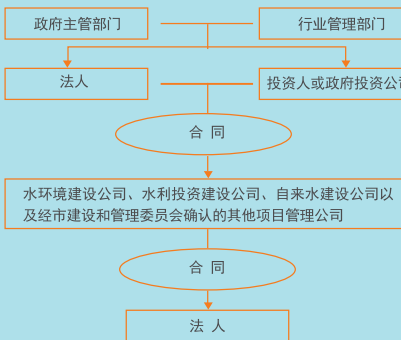 政府主管部门
行业管理部门
法人
投资人或政府投资公司
合同
水环境建设公司、水利投资建设公司、自来水建设公司以
及经市建设和管理委员会确认的其他项目管理公司
合同
法人